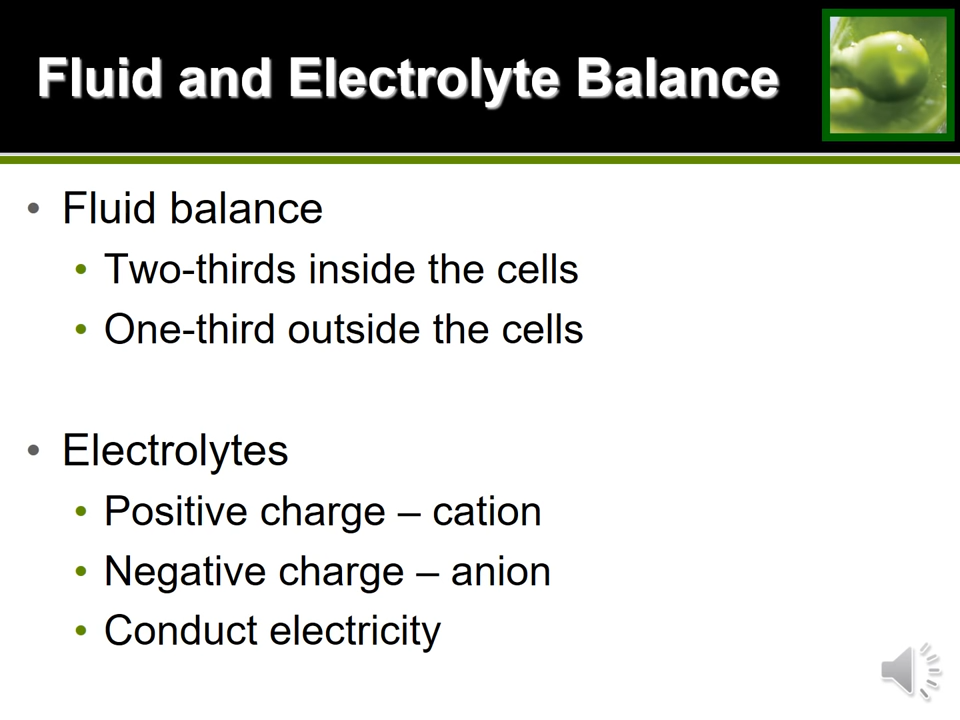 Fluid and Electrolyte Balance
• Fluid balance
• Two-thirds inside the cells
• One-third outside the cells
• Electrolytes
• Positive charge – cation
• Negative charge – anion
• Conduct electricity